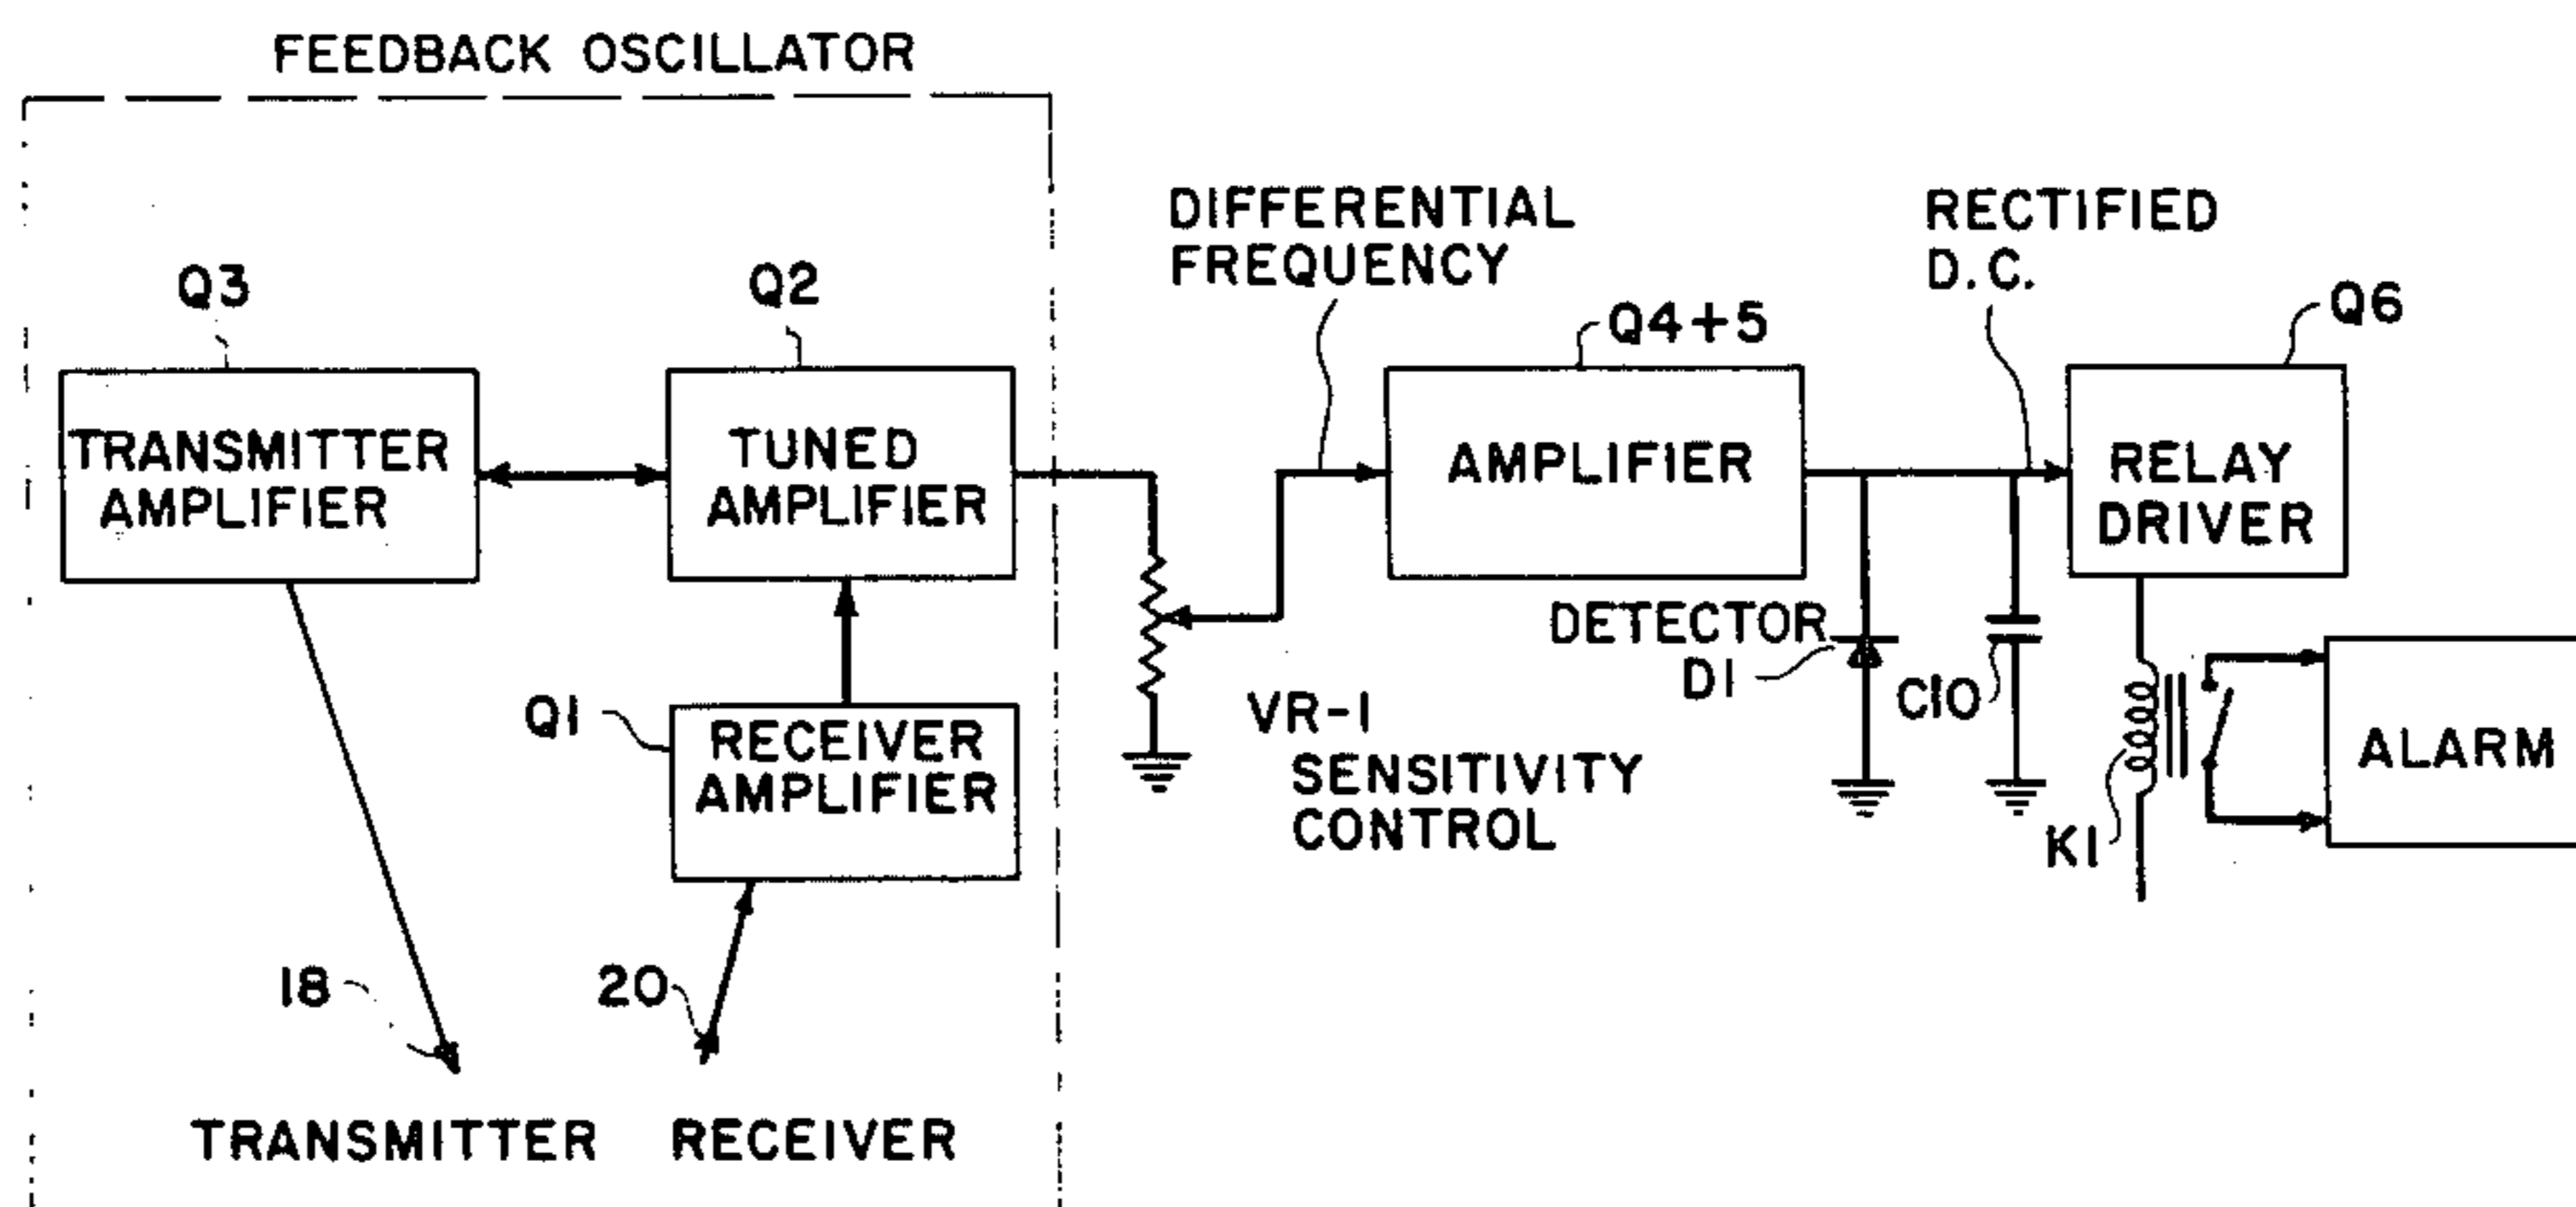 FEEDBACK OSCILLATOR
DIFFERENTIAL
FREQUENCY
RECTIFIED
D.C.
Q3
Q2
Q4+5
Q6
TRANSMITTER
AMPLIFIER
TUNED
AMPLIFIER
AMPLIFIER
RELAY
DRIVER
DETECTOR
D1
C10
Q1
RECEIVER
AMPLIFIER
VR-1
SENSITIVITY
CONTROL
K1
ALARM
18
20
TRANSMITTER
RECEIVER